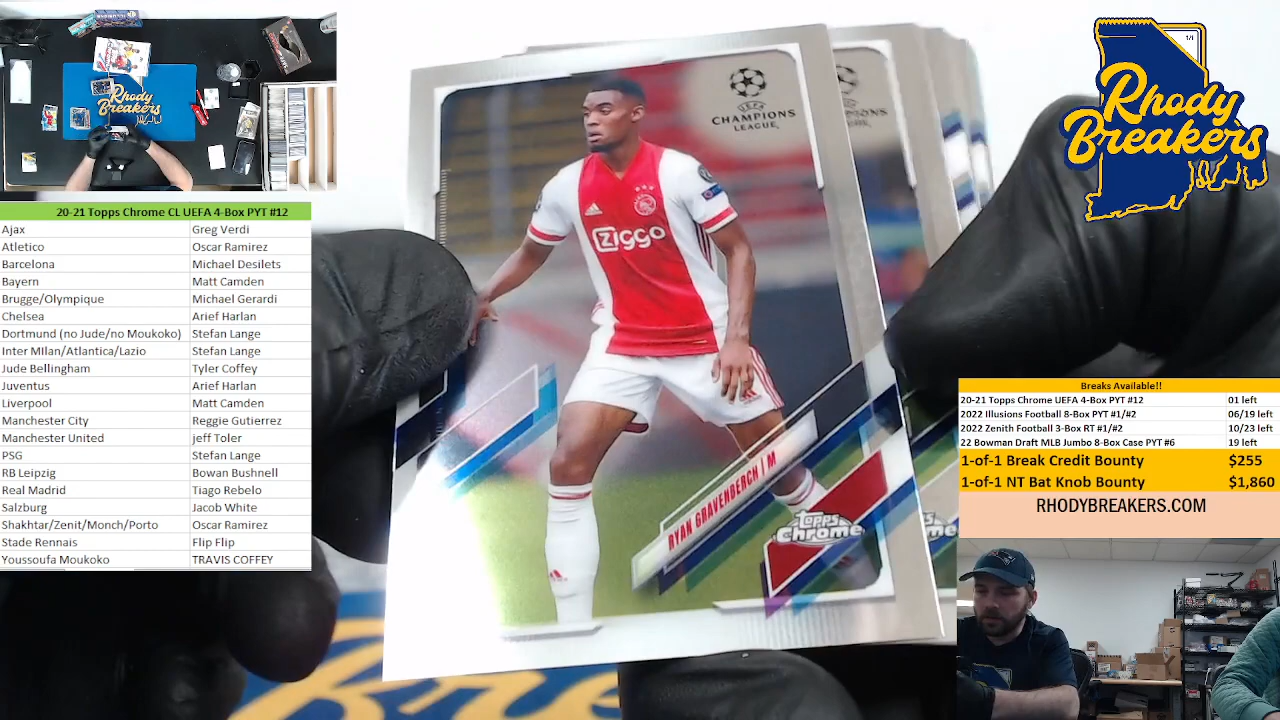 Rhody
Breakers
20-21 Topps Chrome CL UEFA 4-Box PYT #12
Ajax Greg Verdi
Atletico Oscar Ramirez
Barcelona Michael Desilets
Bayern Matt Camden
Brugge/Olympique Michael Gerardi
Chelsea Arief Harlan
Dortmund (no Jude/no Moukoko) Stefan Lange
Inter MIlan/Atlantica/Lazio Stefan Lange
Jude Bellingham Tyler Coffey
Juventus Arief Harlan
Liverpool Matt Camden
Manchester City Reggie Gutierrez
Manchester United jeff Toler
PSG Stefan Lange
RB Leipzig Bowan Bushnell
Real Madrid Tiago Rebelo
Salzburg Jacob White
Shakhtar/Zenit/Monch/Porto Oscar Ramirez
Stade Rennais Flip Flip
Youssoufa Moukoko TRAVIS COFFEY
UEFA
CHAMPIONS
LEAGUE
Ziggo
RYAN GRAVENBERCH | M
Topps
Chrome
1/1
Rhody
Breakers
Breaks Available!!
20-21 Topps Chrome UEFA 4-Box PYT #12 01 left
2022 Illusions Football 8-Box PYT #1/#2 06/19 left
2022 Zenith Football 3-Box RT #1/#2 10/23 left
22 Bowman Draft MLB Jumbo 8-Box Case PYT #6 19 left
1-of-1 Break Credit Bounty $255
1-of-1 NT Bat Knob Bounty $1,860
RHODYBREAKERS.COM